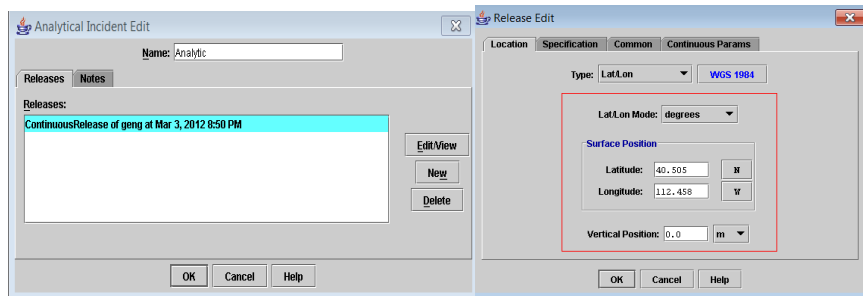 Analytical Incident Edit
Name: Analytic
Releases Notes
Releases:
ContinuousRelease of geng at Mar 3, 2012 8:50 PM
Edit/View
New
Delete
OK Cancel Help
Release Edit
Location Specification Common Continuous Params
Type: Lat/Lon WGS 1984
Lat/Lon Mode: degrees
Surface Position
Latitude: 40.505 N
Longitude: 112.458 W
Vertical Position: 0.0 m
OK Cancel Help